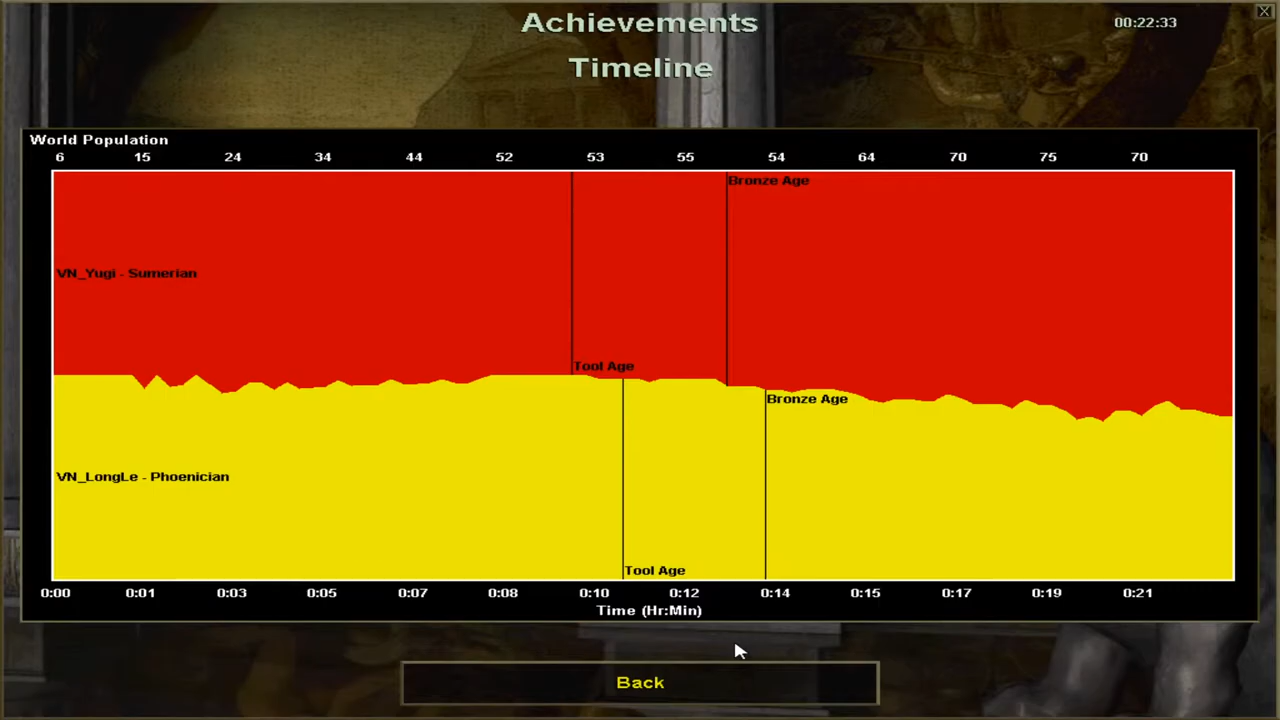 Achievements
00:22:33
Timeline
World Population
6 15 24 34 44 52 53 55 54 64 70 75 70
Bronze Age
VN_Yugi - Sumerian
Tool Age
Bronze Age
VN_LongLe - Phoenician
Tool Age
0:00 0:01 0:03 0:05 0:07 0:08 0:10 0:12 0:14 0:15 0:17 0:19 0:21
Time (Hr:Min)
Back